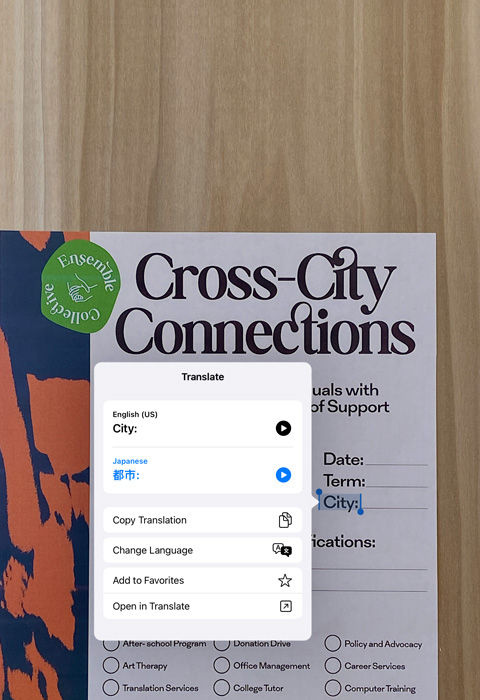 Ensemble
Collective
Cross-City
Connections
uals with
of Support
Translate
English (US)
City:
Japanese
都市:
Copy Translation
Change Language
Add to Favorites
Open in Translate
Date:
Term:
City:
fications:
After-school Program
Donation Drive
Policy and Advocacy
Art Therapy
Office Management
Career Services
Translation Services
College Tutor
Computer Training